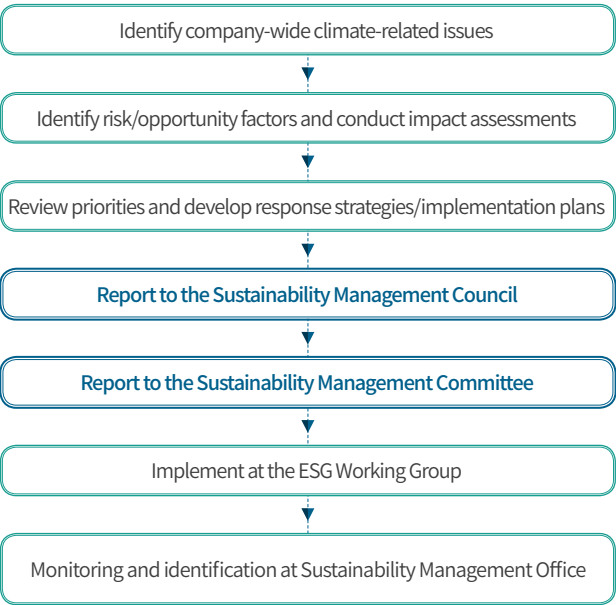 Identify company-wide climate-related issues
Identify risk/opportunity factors and conduct impact assessments
Review priorities and develop response strategies/implementation plans
Report to the Sustainability Management Council
Report to the Sustainability Management Committee
Implement at the ESG Working Group
Monitoring and identification at Sustainability Management Office